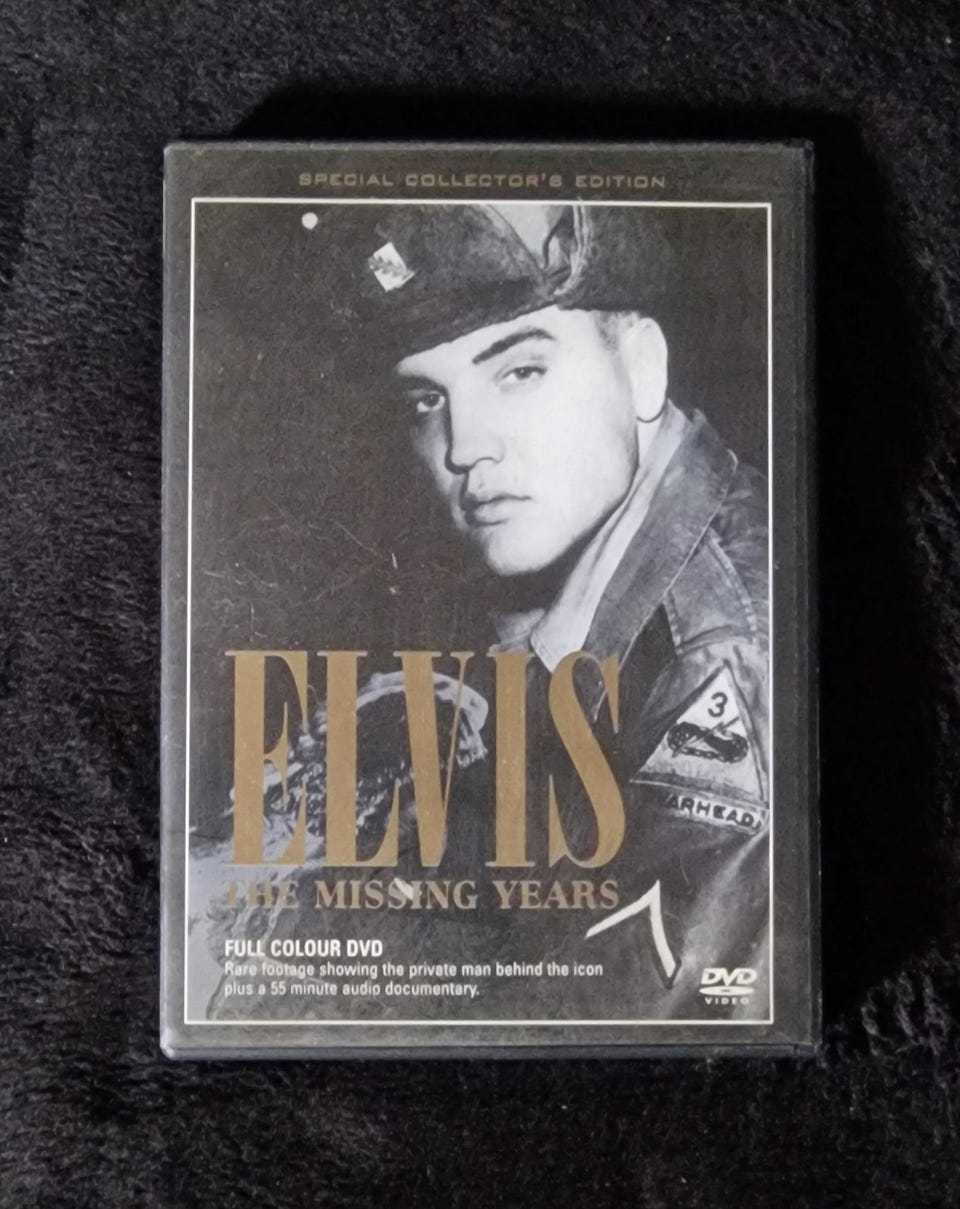 SPECIAL COLLECTOR'S EDITION
3
ARHEAD
ELVIS
THE MISSING YEARS
FULL COLOUR DVD
Rare footage showing the private man behind the icon
plus a 55 minute audio documentary.
DVD
VIDEO